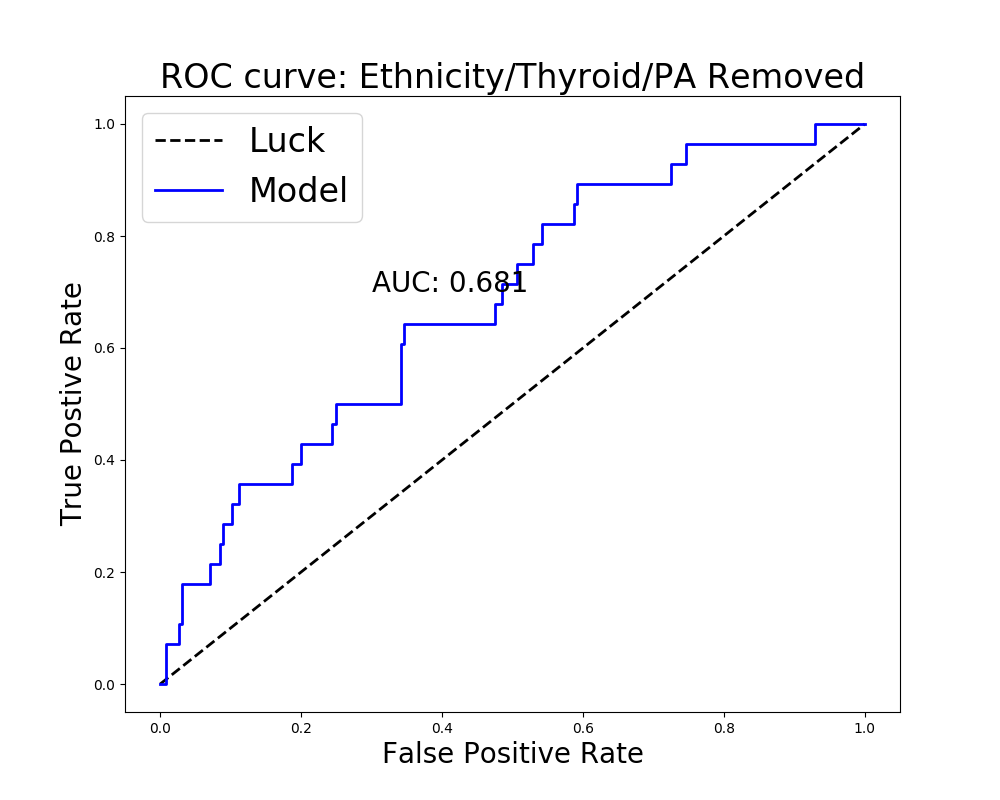 ROC curve: Ethnicity/Thyroid/PA Removed
Luck
Model
AUC: 0.681
True Postive Rate
1.0
0.8
0.6
0.4
0.2
0.0
0.0 0.2 0.4 0.6 0.8 1.0
False Positive Rate